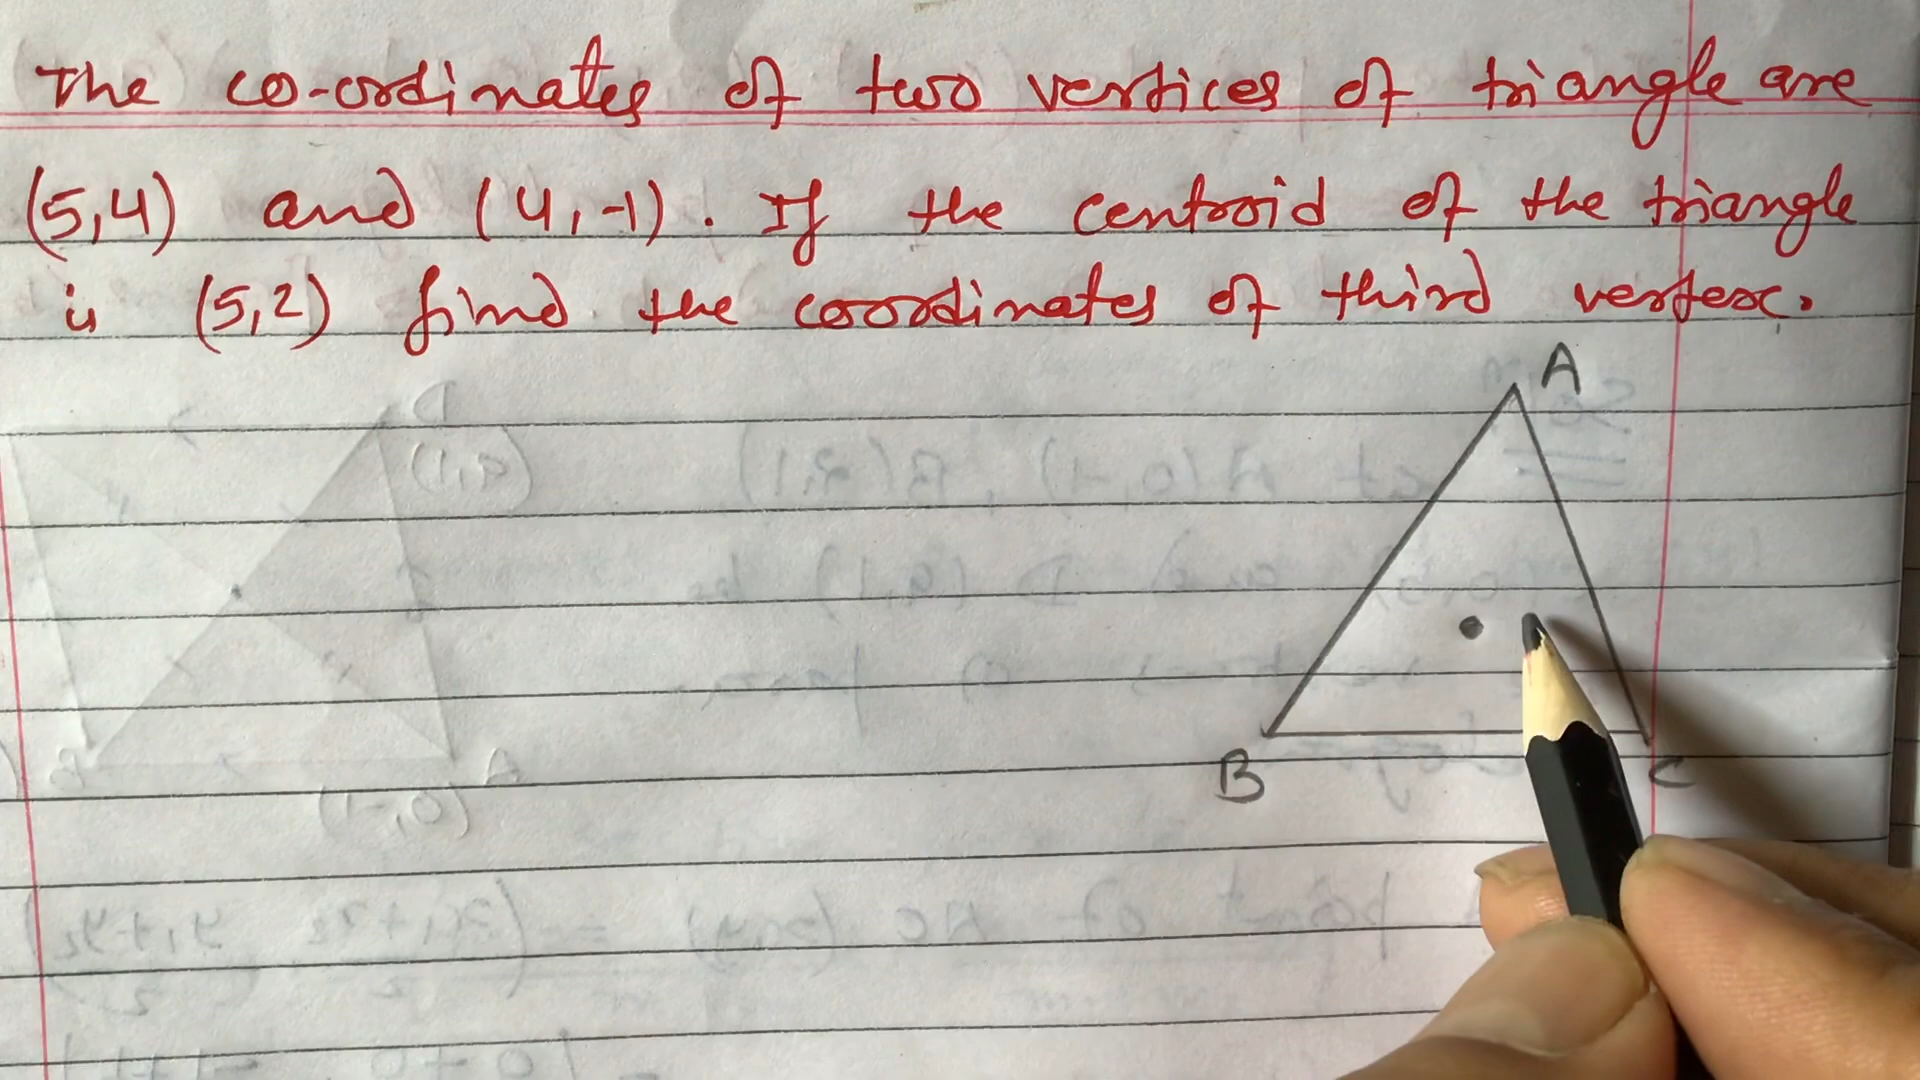 The co-ordinates of two vertices of triangle are
(5,4) and (4,-1). If the centroid of the triangle
is (5,2) find the coordinates of third vertex.
A
B
C